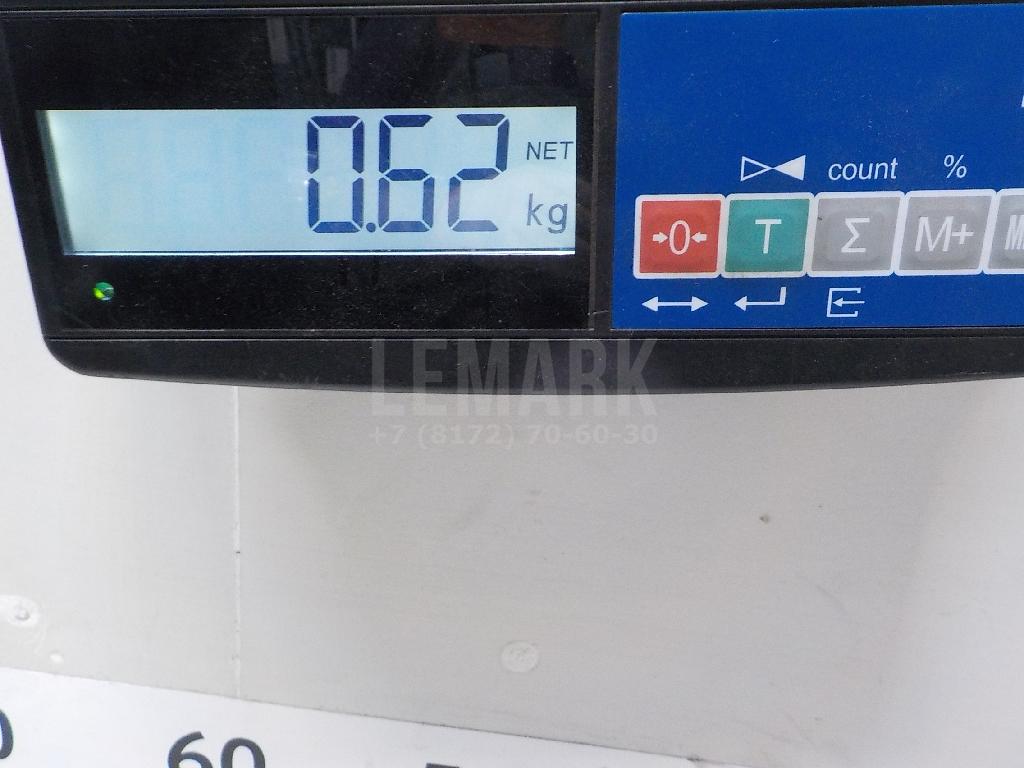 0.62 NET
kg
count %
→0← T Σ M+
LEMARK
+7 (8172) 70-60-30
60